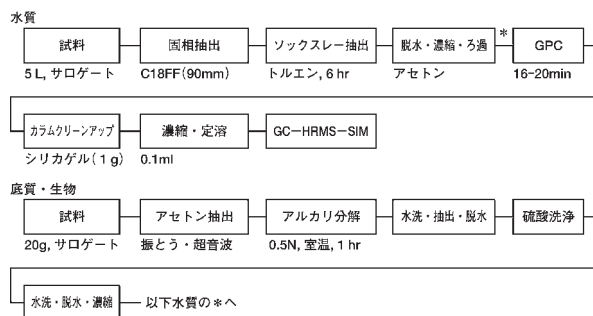 水質
試料 固相抽出 ソックスレー抽出 脱水・濃縮・ろ過 * GPC
5 L, サロゲート C18FF(90mm) トルエン, 6 hr アセトン 16-20min
カラムクリーンアップ 濃縮・定溶 GC－HRMS－SIM
シリカゲル(1 g) 0.1ml
底質・生物
試料 アセトン抽出 アルカリ分解 水洗・抽出・脱水 硫酸洗浄
20g, サロゲート 振とう・超音波 0.5N, 室温, 1 hr
水洗・脱水・濃縮 以下水質の*へ